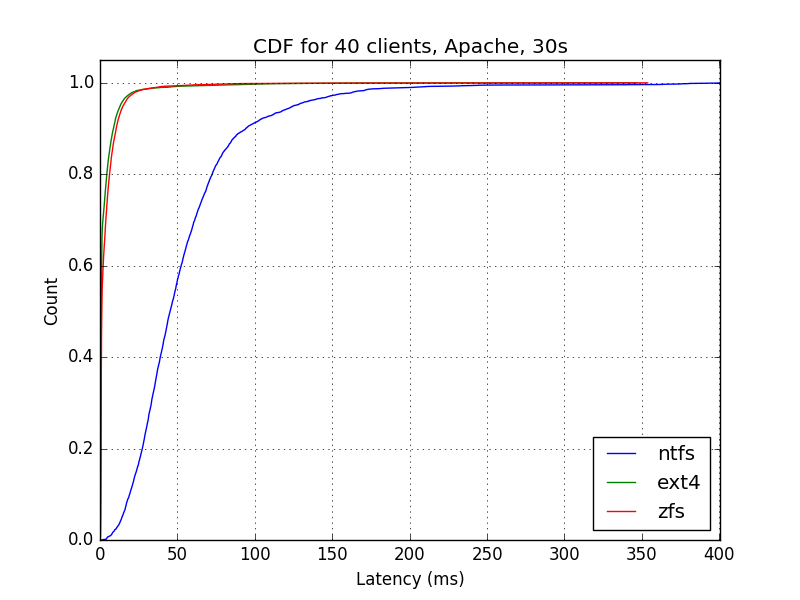 CDF for 40 clients, Apache, 30s
1.0
0.8
0.6
0.4
0.2
0.0
Count
0 50 100 150 200 250 300 350 400
Latency (ms)
ntfs
ext4
zfs